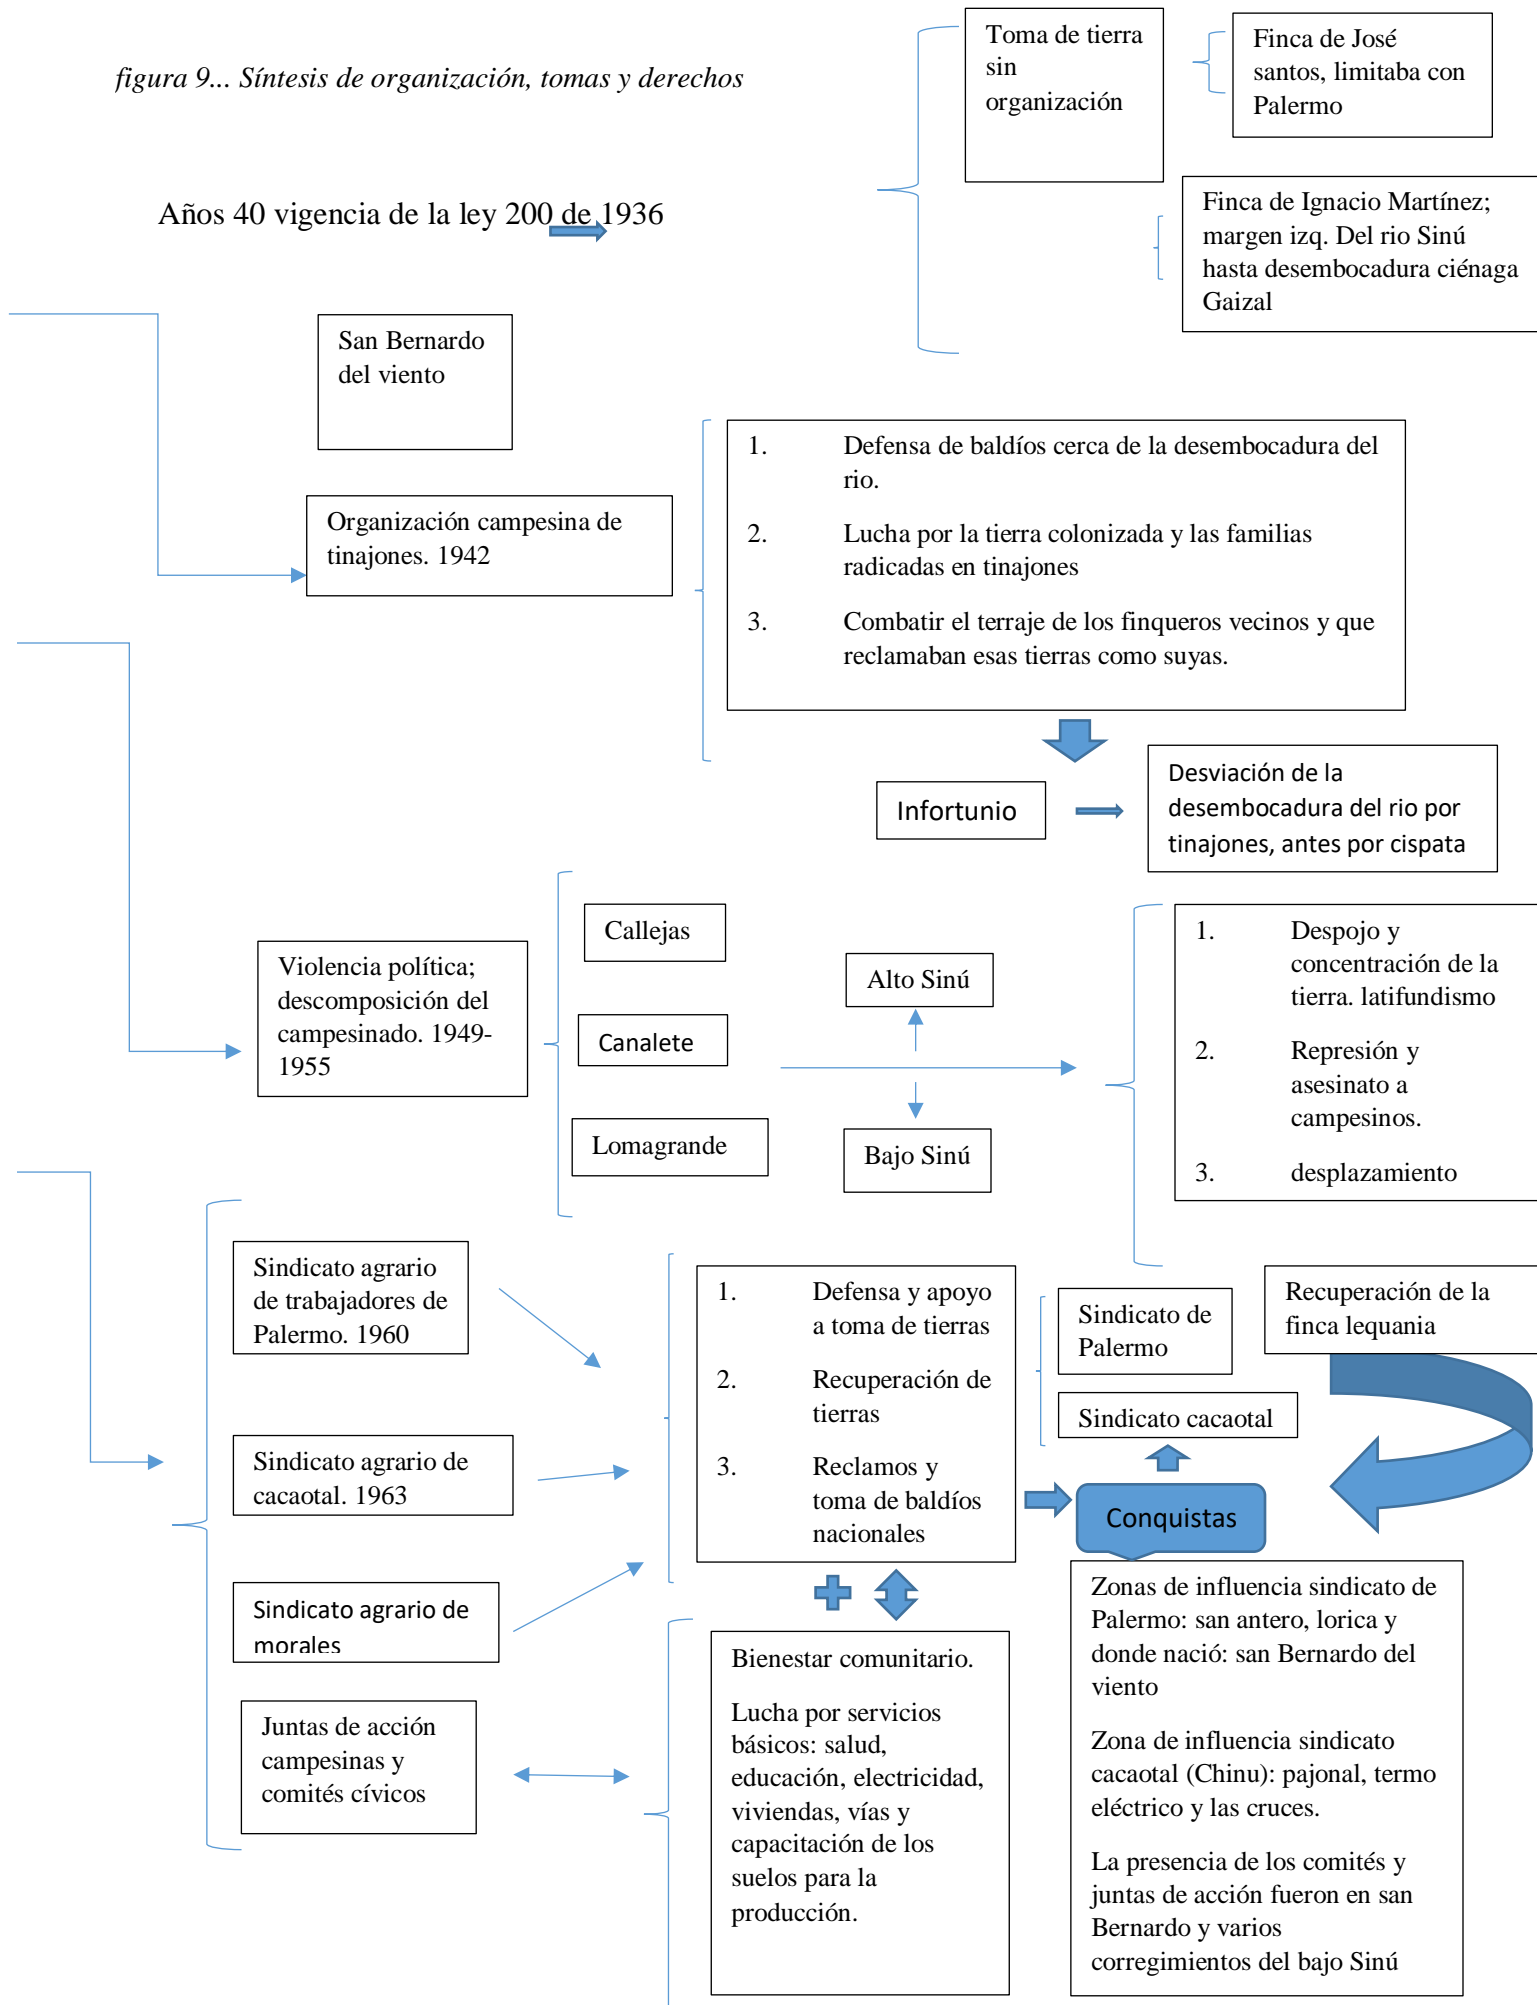 figura 9... Síntesis de organización, tomas y derechos
Toma de tierra
sin
organización
Finca de José
santos, limitaba con
Palermo
Años 40 vigencia de la ley 200 de 1936
Finca de Ignacio Martínez;
margen izq. Del rio Sinú
hasta desembocadura ciénaga
Gaizal
San Bernardo
del viento
Organización campesina de
tinajones. 1942
1. Defensa de baldíos cerca de la desembocadura del
rio.
2. Lucha por la tierra colonizada y las familias
radicadas en tinajones
3. Combatir el terraje de los finqueros vecinos y que
reclamaban esas tierras como suyas.
Infortunio
Desviación de la
desembocadura del rio por
tinajones, antes por cispata
Violencia política;
descomposición del
campesinado. 1949-
1955
Callejas
Canalete
Lomagrande
Alto Sinú
Bajo Sinú
1. Despojo y
concentración de la
tierra. latifundismo
2. Represión y
asesinato a
campesinos.
3. desplazamiento
Sindicato agrario
de trabajadores de
Palermo. 1960
Sindicato agrario de
cacaotal. 1963
Sindicato agrario de
morales
Juntas de acción
campesinas y
comités cívicos
1. Defensa y apoyo
a toma de tierras
2. Recuperación de
tierras
3. Reclamos y
toma de baldíos
nacionales
Bienestar comunitario.
Lucha por servicios
básicos: salud,
educación, electricidad,
viviendas, vías y
capacitación de los
suelos para la
producción.
Sindicato de
Palermo
Sindicato cacaotal
Recuperación de la
finca lequania
Conquistas
Zonas de influencia sindicato de
Palermo: san antero, lorica y
donde nació: san Bernardo del
viento
Zona de influencia sindicato
cacaotal (Chinu): pajonal, termo
eléctrico y las cruces.
La presencia de los comités y
juntas de acción fueron en san
Bernardo y varios
corregimientos del bajo Sinú